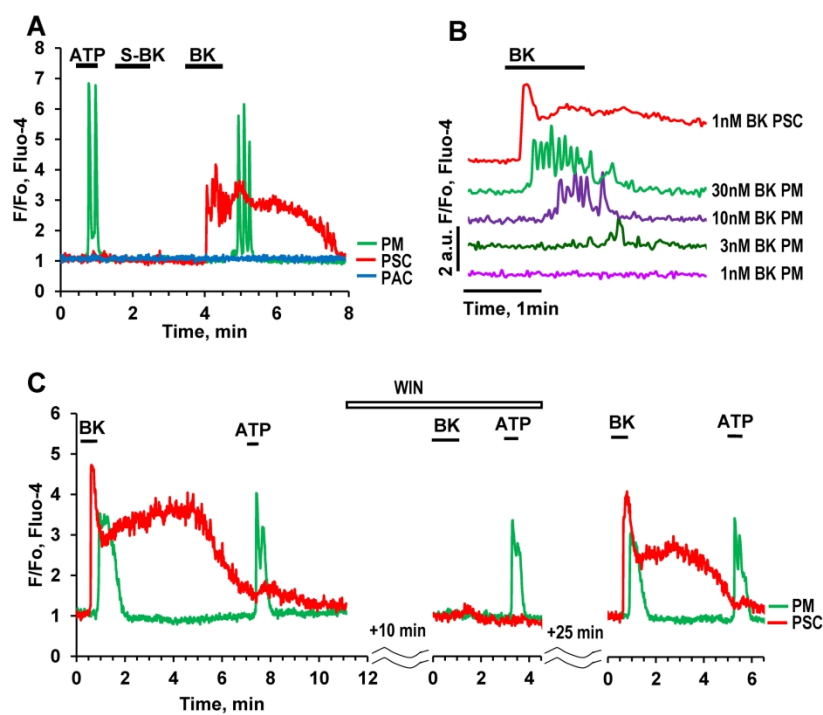 A
ATP
S-BK
BK
8
7
6
5
4
3
2
1
0
F/Fo, Fluo-4
PM
PSC
PAC
0 2 4 6 8
Time, min
B
BK
1nM BK PSC
30nM BK PM
10nM BK PM
3nM BK PM
1nM BK PM
2 a.u. F/Fo, Fluo-4
Time, 1min
C
WIN
BK
ATP
BK
ATP
BK
ATP
6
5
4
3
2
1
0
F/Fo, Fluo-4
+10 min
+25 min
PM
PSC
0 2 4 6 8 10 12 0 2 4 0 2 4 6
Time, min